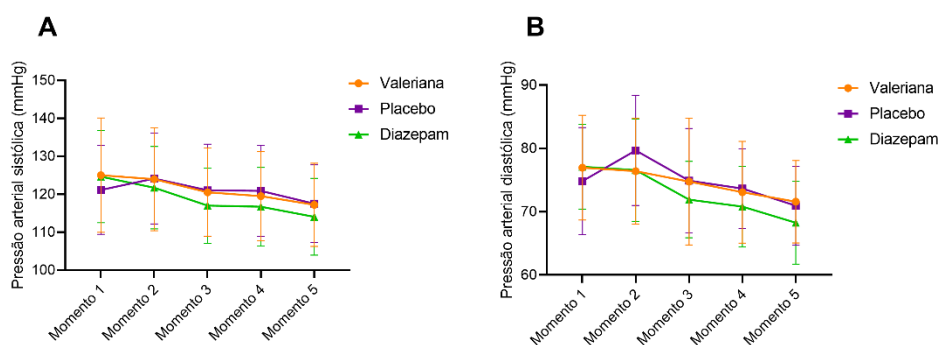 A
Pressão arterial sistólica (mmHg)
150
140
130
120
110
100
Momento 1
Momento 2
Momento 3
Momento 4
Momento 5
Valeriana
Placebo
Diazepam
B
Pressão arterial diastólica (mmHg)
90
80
70
60
Momento 1
Momento 2
Momento 3
Momento 4
Momento 5
Valeriana
Placebo
Diazepam